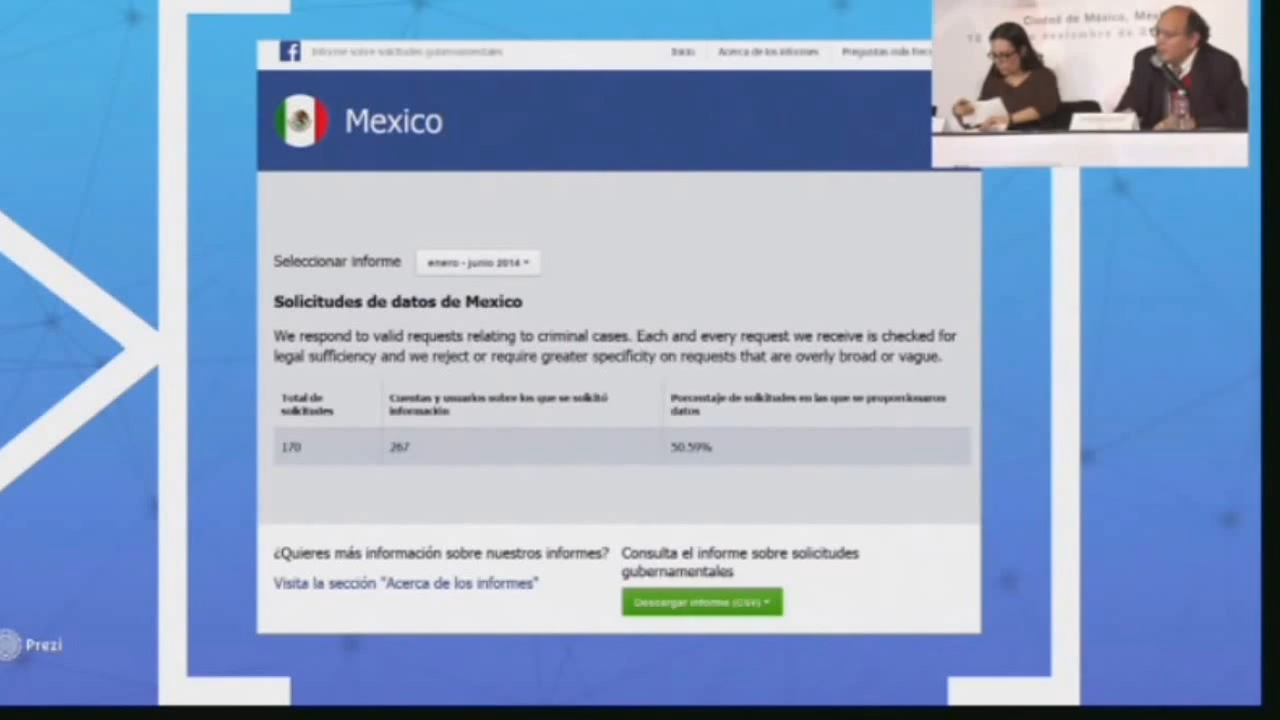 f Informe sobre solicitudes gubernamentales Inicio Acerca de los informes Preguntas más
Ciudad de México,
Mexico
Seleccionar informe enero - junio 2014
Solicitudes de datos de Mexico
We respond to valid requests relating to criminal cases. Each and every request we receive is checked for
legal sufficiency and we reject or require greater specificity on requests that are overly broad or vague.
Total de solicitudes
Cuentas y usuarios sobre los que se solicitó
información
Porcentaje de solicitudes en las que se proporcionaron
datos
170 267 50.59%
¿Quieres más información sobre nuestros informes?
Visita la sección "Acerca de los informes"
Consulta el informe sobre solicitudes
gubernamentales
Descargar informe (CSV)
Prezi